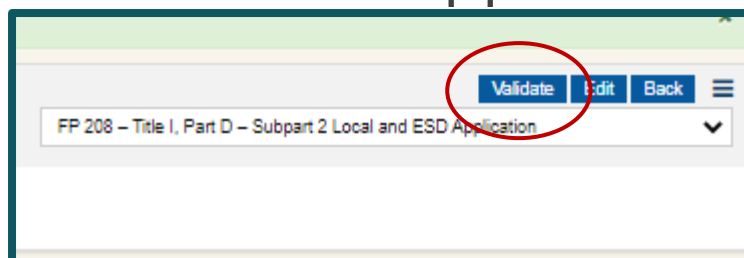 Validate Edit Back
FP 208 – Title I, Part D – Subpart 2 Local and ESD Application